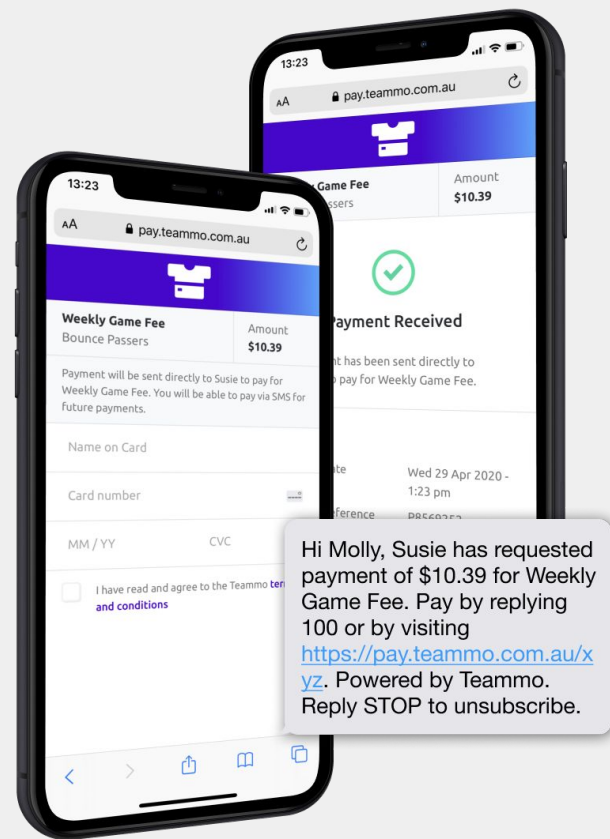 13:23
AA pay.teammo.com.au
Game Fee
Amount
$10.39
Payment Received
has been sent directly to
pay for Weekly Game Fee.
Wed 29 Apr 2020 -
1:23 pm
13:23
AA pay.teammo.com.au
Weekly Game Fee
Bounce Passers
Amount
$10.39
Payment will be sent directly to Susie to pay for
Weekly Game Fee. You will be able to pay via SMS for
future payments.
Name on Card
Card number
MM / YY
CVC
I have read and agree to the Teammo
and conditions
Hi Molly, Susie has requested
payment of $10.39 for Weekly
Game Fee. Pay by replying
100 or by visiting
https://pay.teammo.com.au/x
yz. Powered by Teammo.
Reply STOP to unsubscribe.